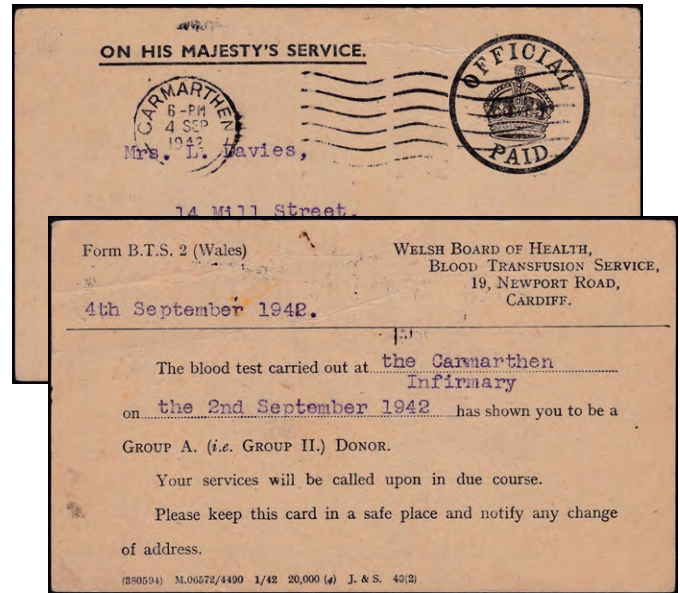 ON HIS MAJESTY'S SERVICE.
OFFICIAL
PAID
CARMARTHEN
6-PM
4 SEP
1942
Mrs. L. Davies,
14 Mill Street.
Form B.T.S. 2 (Wales)
WELSH BOARD OF HEALTH,
BLOOD TRANSFUSION SERVICE,
19, NEWPORT ROAD,
CARDIFF.
4th September 1942.
The blood test carried out at the Carmarthen
Infirmary
on the 2nd September 1942 has shown you to be a
GROUP A. (i.e. GROUP II.) DONOR.
Your services will be called upon in due course.
Please keep this card in a safe place and notify any change
of address.
(380594) M.06572/4490 1/42 20,000 (4) J. & S. 40(2)